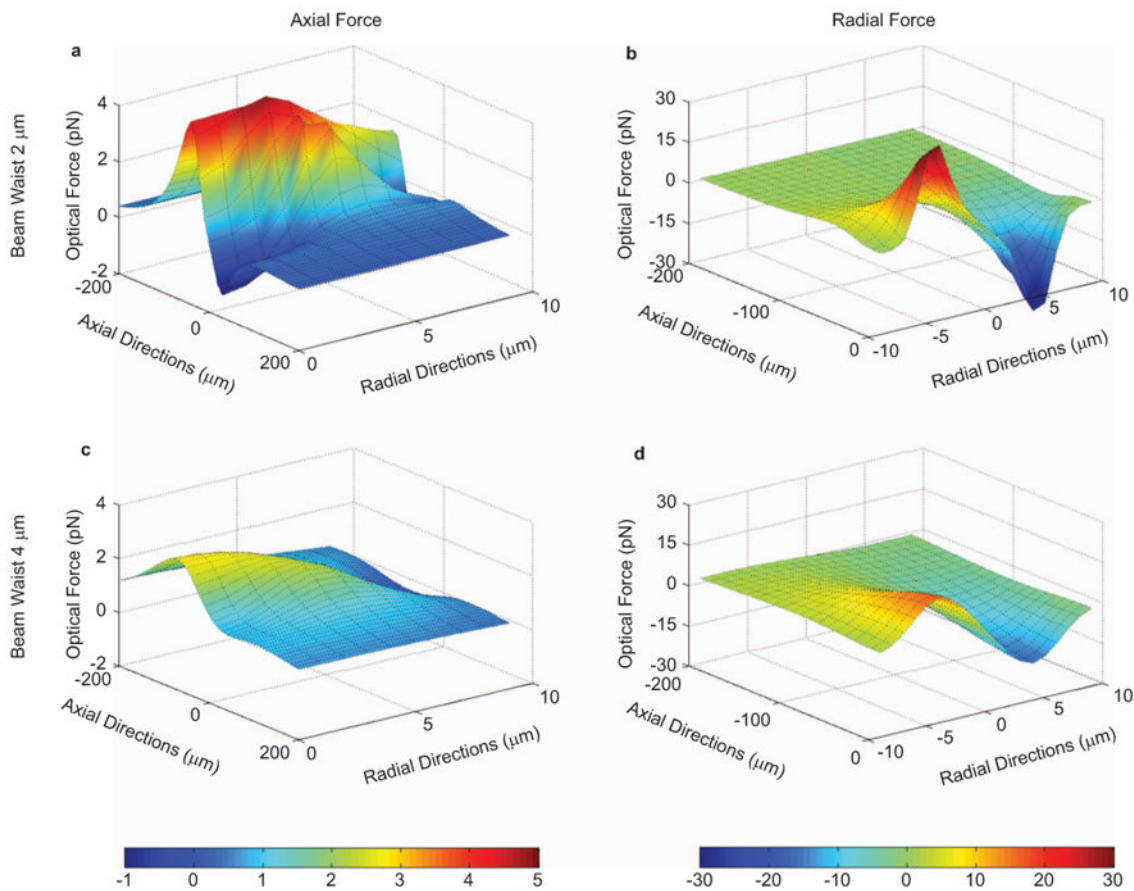 Axial Force
Radial Force
Beam Waist 2 μm
a
Optical Force (pN)
4
2
0
-2
-200
0
200
Axial Directions (μm)
0
5
10
Radial Directions (μm)
b
Optical Force (pN)
30
15
0
-15
-30
-200
-100
0
Axial Directions (μm)
-10
-5
0
5
10
Radial Directions (μm)
Beam Waist 4 μm
c
Optical Force (pN)
4
2
0
-2
-200
0
200
Axial Directions (μm)
0
5
10
Radial Directions (μm)
d
Optical Force (pN)
30
15
0
-15
-30
-200
-100
0
Axial Directions (μm)
-10
-5
0
5
10
Radial Directions (μm)
-1 0 1 2 3 4 5
-30 -20 -10 0 10 20 30